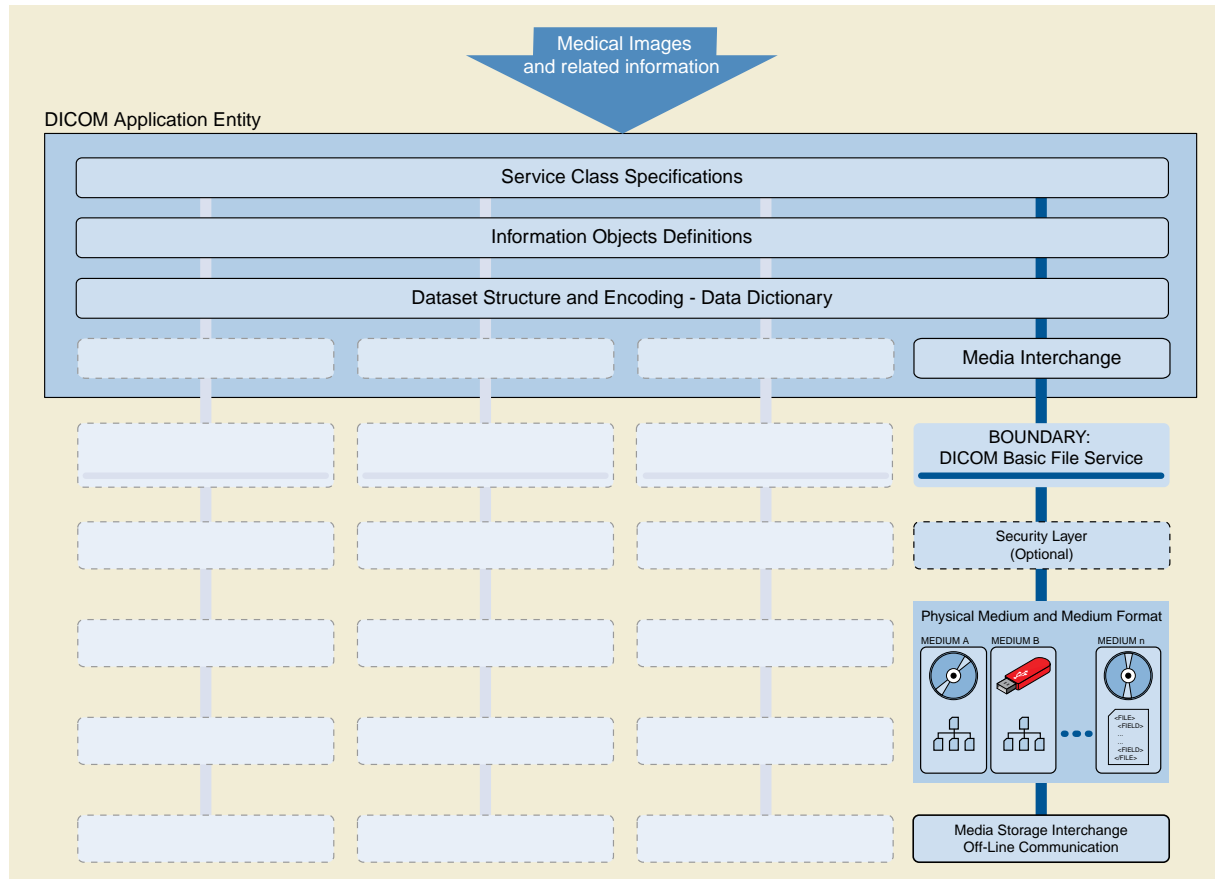 Medical Images
and related information
DICOM Application Entity
Service Class Specifications
Information Objects Definitions
Dataset Structure and Encoding - Data Dictionary
Media Interchange
BOUNDARY:
DICOM Basic File Service
Security Layer
(Optional)
Physical Medium and Medium Format
MEDIUM A
MEDIUM B
MEDIUM n
<FILE>
<FIELD>
...
...
<FIELD>
</FILE>
Media Storage Interchange
Off-Line Communication